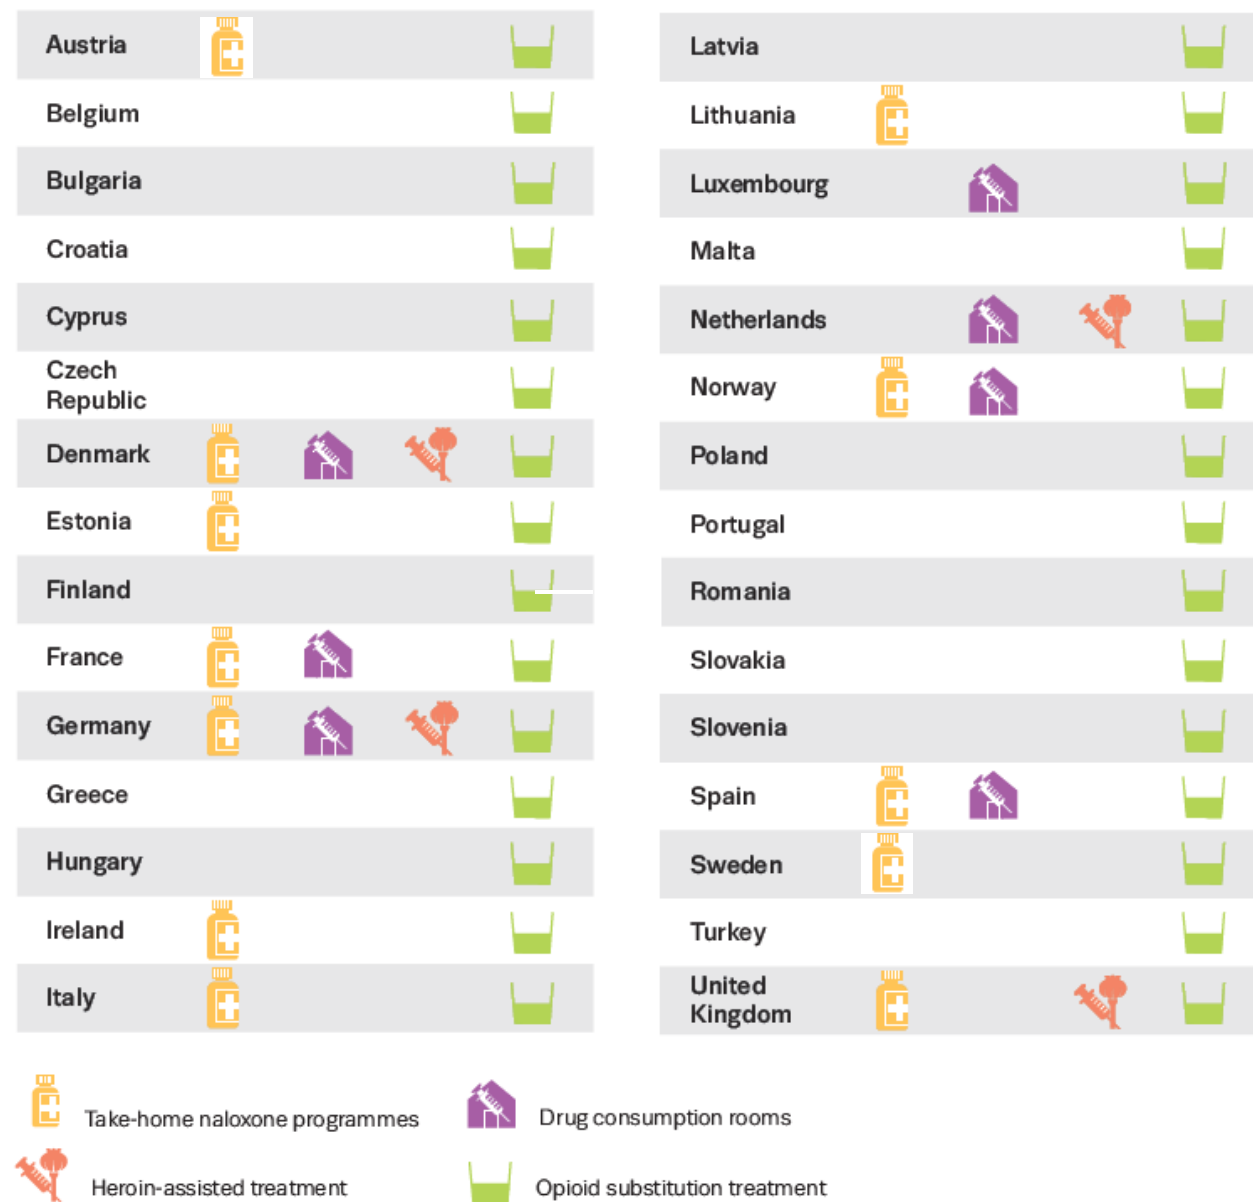 Austria
Belgium
Bulgaria
Croatia
Cyprus
Czech
Republic
Denmark
Estonia
Finland
France
Germany
Greece
Hungary
Ireland
Italy
Latvia
Lithuania
Luxembourg
Malta
Netherlands
Norway
Poland
Portugal
Romania
Slovakia
Slovenia
Spain
Sweden
Turkey
United
Kingdom
Take-home naloxone programmes
Drug consumption rooms
Heroin-assisted treatment
Opioid substitution treatment